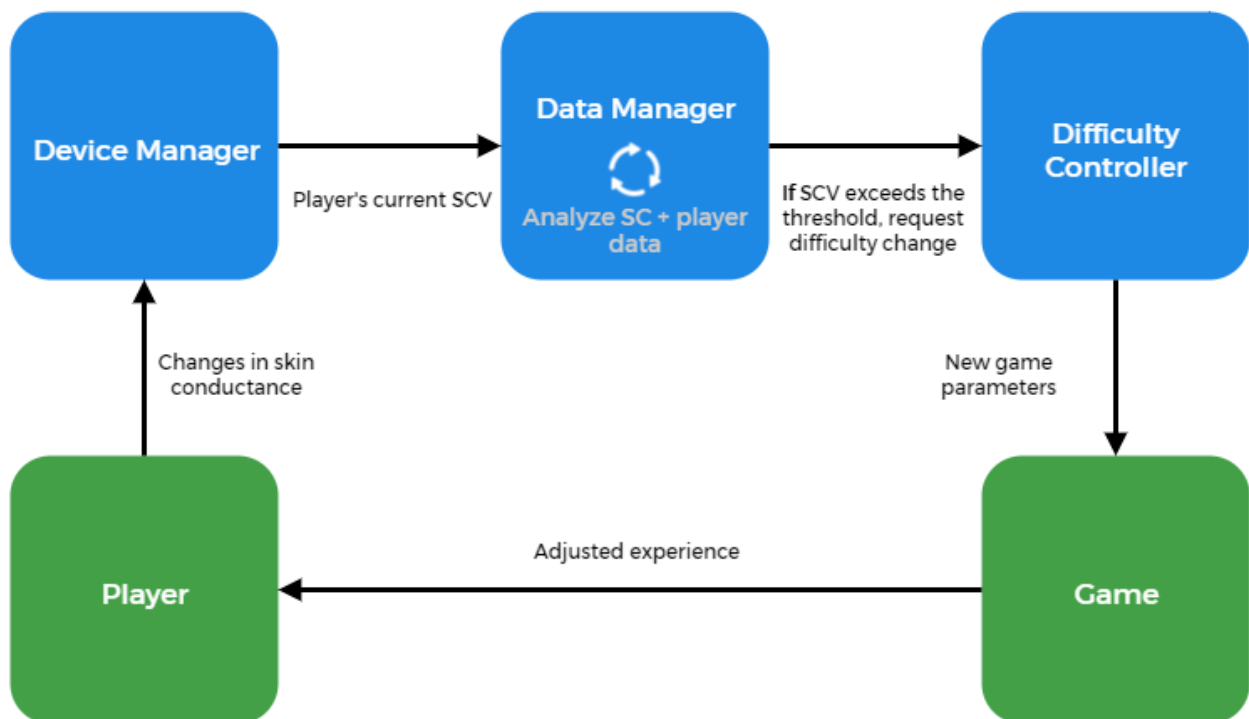 Device Manager
Player's current SCV
Data Manager
Analyze SC + player
data
If SCV exceeds the
threshold, request
difficulty change
Difficulty
Controller
Changes in skin
conductance
New game
parameters
Player
Adjusted experience
Game